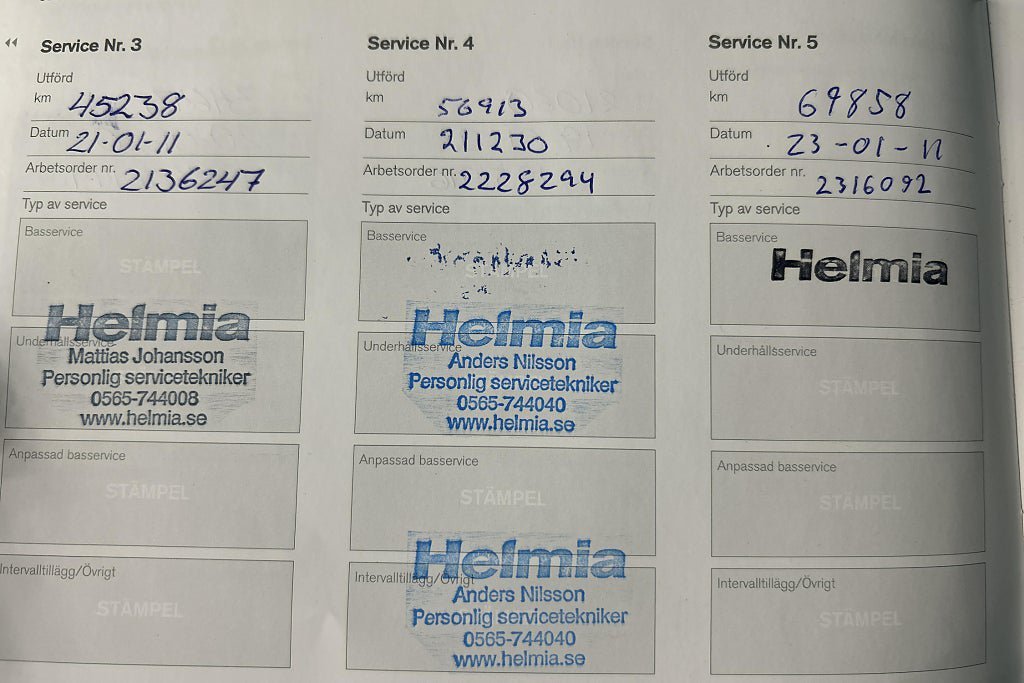 Service Nr. 3
Utförd
km 45238
Datum 21-01-11
Arbetsorder nr. 2136247
Typ av service
Basservice
STÄMPEL
Helmia
Underhållsservice
Mattias Johansson
Personlig servicetekniker
0565-744008
www.helmia.se
Anpassad basservice
STÄMPEL
Intervalltillägg/Övrigt
STÄMPEL
Service Nr. 4
Utförd
km 56913
Datum 211230
Arbetsorder nr. 2228294
Typ av service
Basservice
STÄMPEL
Helmia
Underhållsservice
Anders Nilsson
Personlig servicetekniker
0565-744040
www.helmia.se
Anpassad basservice
STÄMPEL
Helmia
Intervalltillägg/Övrigt
Anders Nilsson
Personlig servicetekniker
0565-744040
www.helmia.se
Service Nr. 5
Utförd
km 69858
Datum 23-01-11
Arbetsorder nr. 2316092
Typ av service
Basservice
Helmia
Underhållsservice
STÄMPEL
Anpassad basservice
STÄMPEL
Intervalltillägg/Övrigt
STÄMPEL